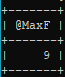 +-------+
| @MaxF |
+-------+
|     9 |